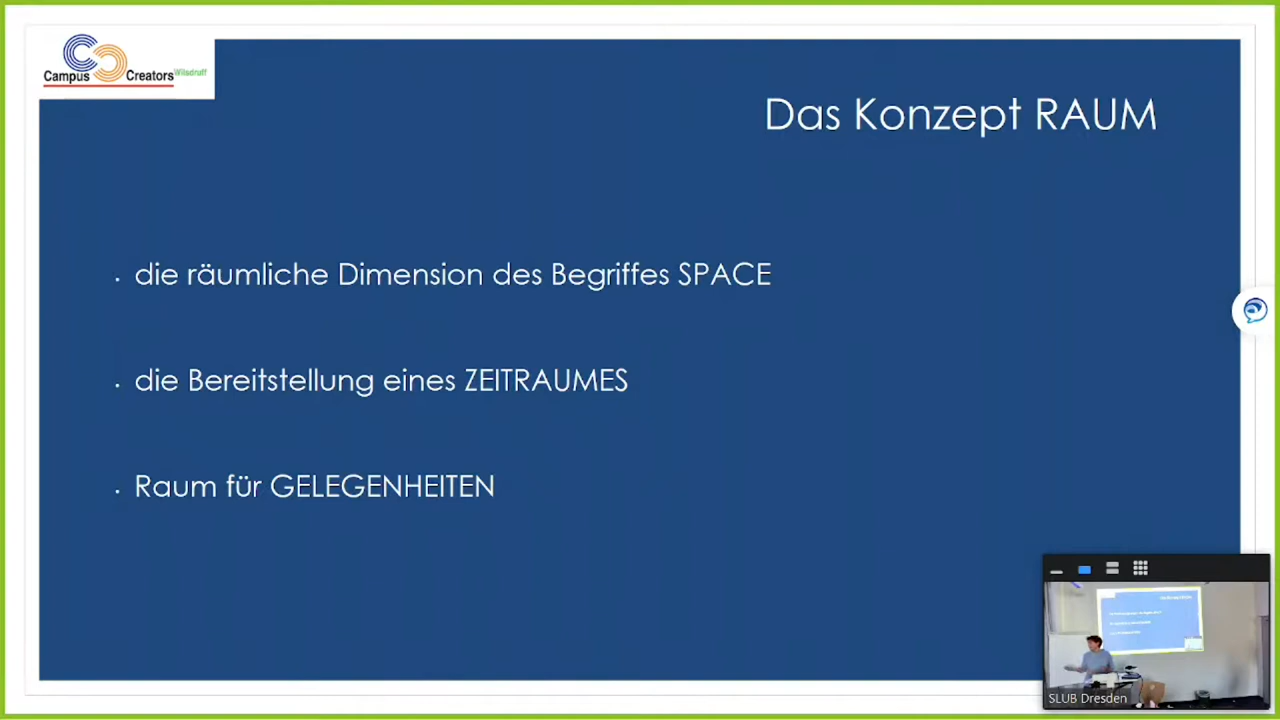 Campus Creators Wilsdruff
Das Konzept RAUM
die räumliche Dimension des Begriffes SPACE
die Bereitstellung eines ZEITRAUMES
Raum für GELEGENHEITEN
SLUB Dresden